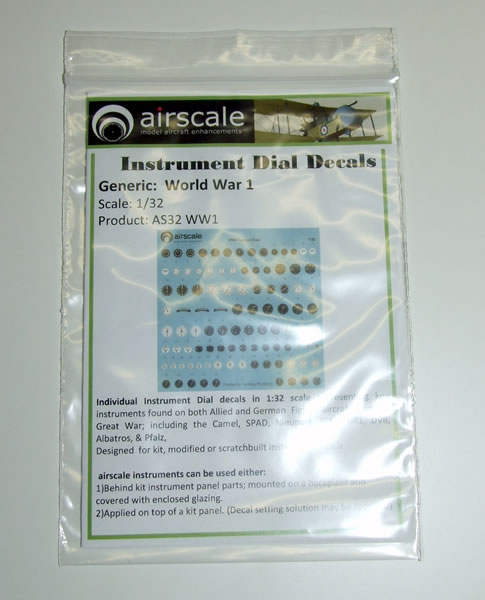 airscale
model aircraft enhancements
Instrument Dial Decals
Generic: World War 1
Scale: 1/32
Product: AS32 WW1
airscale
Individual Instrument Dial decals in 1:32 scale
instruments found on both Allied and German
Great War; including the Camel, SPAD,
Albatros, & Pfalz,
Designed for kit, modified or scratchbuilt
airscale instruments can be used either:
1)Behind kit instrument panel parts; mounted on a backplate and
covered with enclosed glazing.
2)Applied on top of a kit panel. (Decal setting solution may be